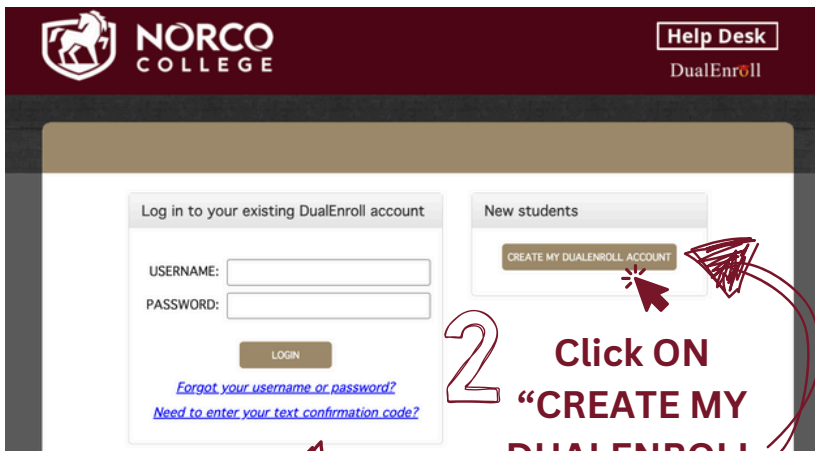 NORCO
COLLEGE
Help Desk
DualEnroll
Log in to your existing DualEnroll account
USERNAME:
PASSWORD:
LOGIN
Forgot your username or password?
Need to enter your text confirmation code?
New students
CREATE MY DUALENROLL ACCOUNT
2
Click ON
“CREATE MY
DUALENROLL